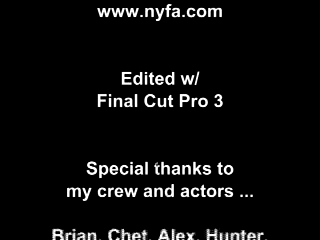 www.nyfa.com
Edited w/
Final Cut Pro 3
Special thanks to
my crew and actors ...
Brian, Chet, Alex, Hunter,